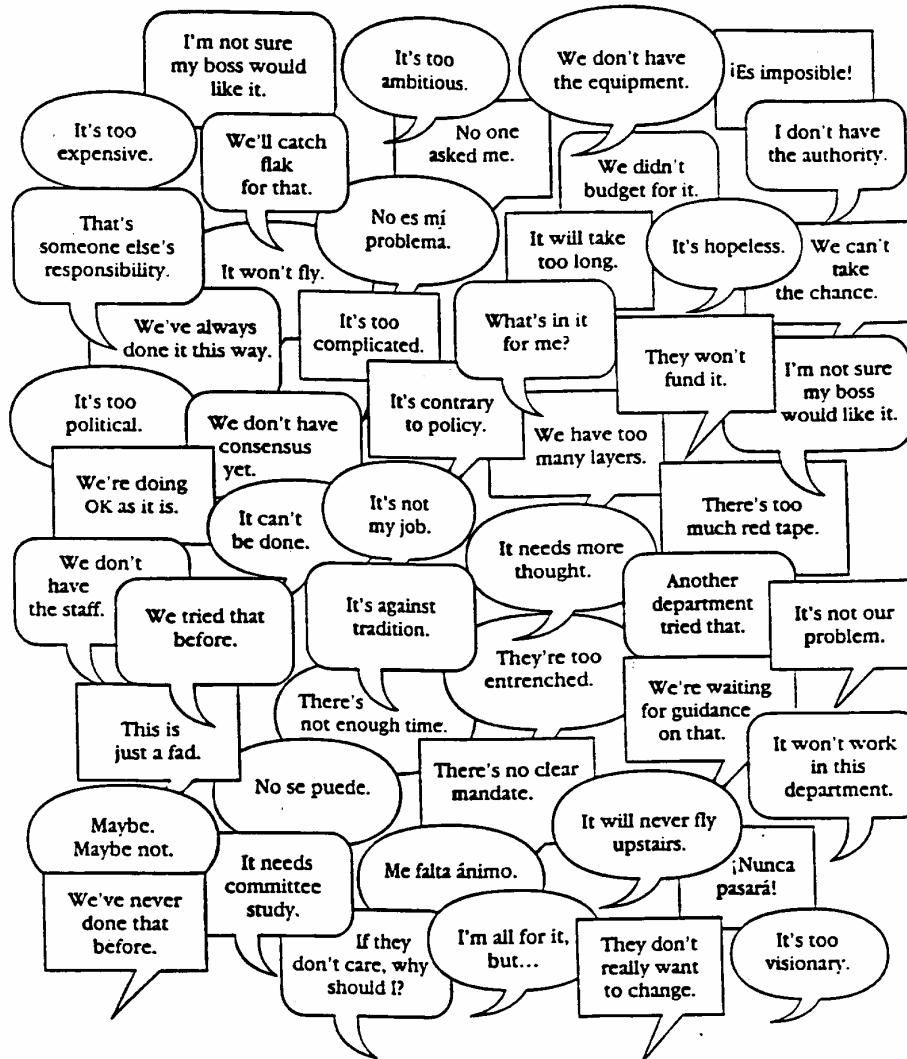 I'm not sure
my boss would
like it.
It's too
ambitious.
We don't have
the equipment.
¡Es imposible!
It's too
expensive.
We'll catch
flak
for that.
No one
asked me.
We didn't
budget for it.
I don't have
the authority.
That's
someone else's
responsibility.
It won't fly.
No es mi
problema.
It will take
too long.
It's hopeless.
We can't
take
the chance.
We've always
done it this way.
It's too
complicated.
What's in it
for me?
They won't
fund it.
I'm not sure
my boss
would like it.
It's too
political.
We don't have
consensus
yet.
It's contrary
to policy.
We have too
many layers.
We're doing
OK as it is.
It can't
be done.
It's not
my job.
There's too
much red tape.
It needs more
thought.
We don't
have
the staff.
We tried that
before.
It's against
tradition.
Another
department
tried that.
It's not our
problem.
They're too
entrenched.
This is
just a fad.
There's
not enough time.
We're waiting
for guidance
on that.
It won't work
in this
department.
No se puede.
There's no clear
mandate.
It will never fly
upstairs.
Maybe.
Maybe not.
It needs
committee
study.
Me falta ánimo.
¡Nunca
pasará!
We've never
done that
before.
If they
don't care, why
should I?
I'm all for it,
but...
They don't
really want
to change.
It's too
visionary.